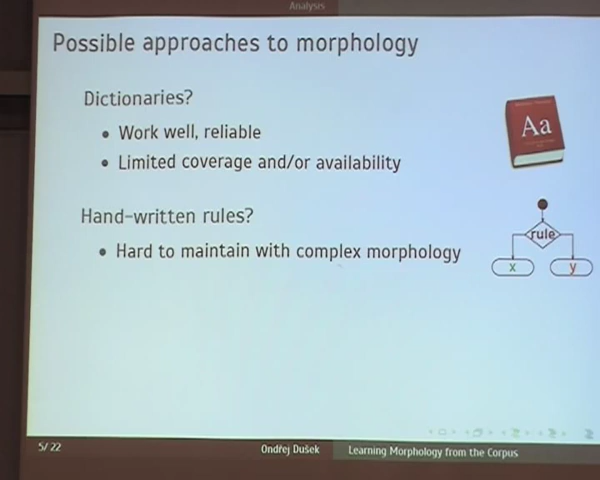 Analysis
Possible approaches to morphology
Dictionaries?
• Work well, reliable
• Limited coverage and/or availability
Aa
Hand-written rules?
• Hard to maintain with complex morphology
rule
x y
5/22 Ondřej Dušek Learning Morphology from the Corpus